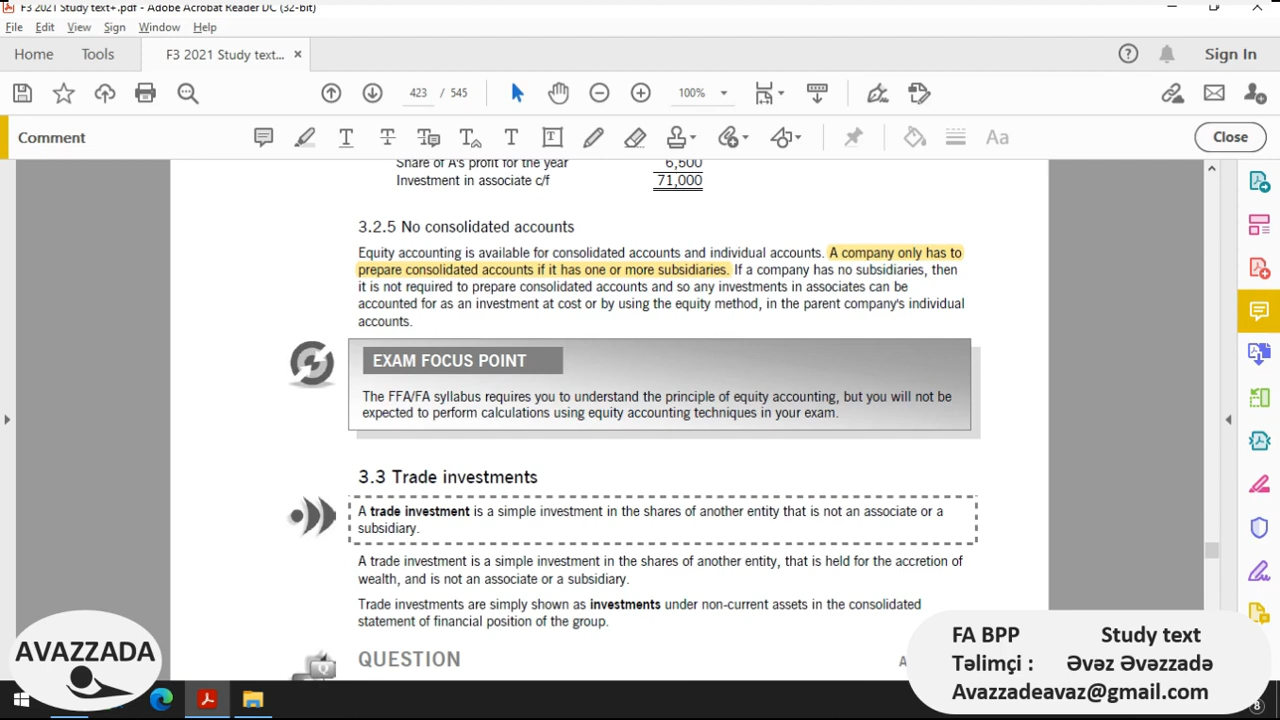 F3 2021 Study text+.pdf - Adobe Acrobat Reader DC (32-bit)
File Edit View Sign Window Help
Home Tools F3 2021 Study text... × Sign In
423 / 545 100%
Comment Close
Share of A's profit for the year 6,500
Investment in associate c/f 71,000
3.2.5 No consolidated accounts
Equity accounting is available for consolidated accounts and individual accounts. A company only has to
prepare consolidated accounts if it has one or more subsidiaries. If a company has no subsidiaries, then
it is not required to prepare consolidated accounts and so any investments in associates can be
accounted for as an investment at cost or by using the equity method, in the parent company's individual
accounts.
EXAM FOCUS POINT
The FFA/FA syllabus requires you to understand the principle of equity accounting, but you will not be
expected to perform calculations using equity accounting techniques in your exam.
3.3 Trade investments
A trade investment is a simple investment in the shares of another entity that is not an associate or a
subsidiary.
A trade investment is a simple investment in the shares of another entity, that is held for the accretion of
wealth, and is not an associate or a subsidiary.
Trade investments are simply shown as investments under non-current assets in the consolidated
statement of financial position of the group.
QUESTION
AVAZZADA
FA BPP Study text
Təlimçi : Əvəz Əvəzzadə
Avazzadeavaz@gmail.com